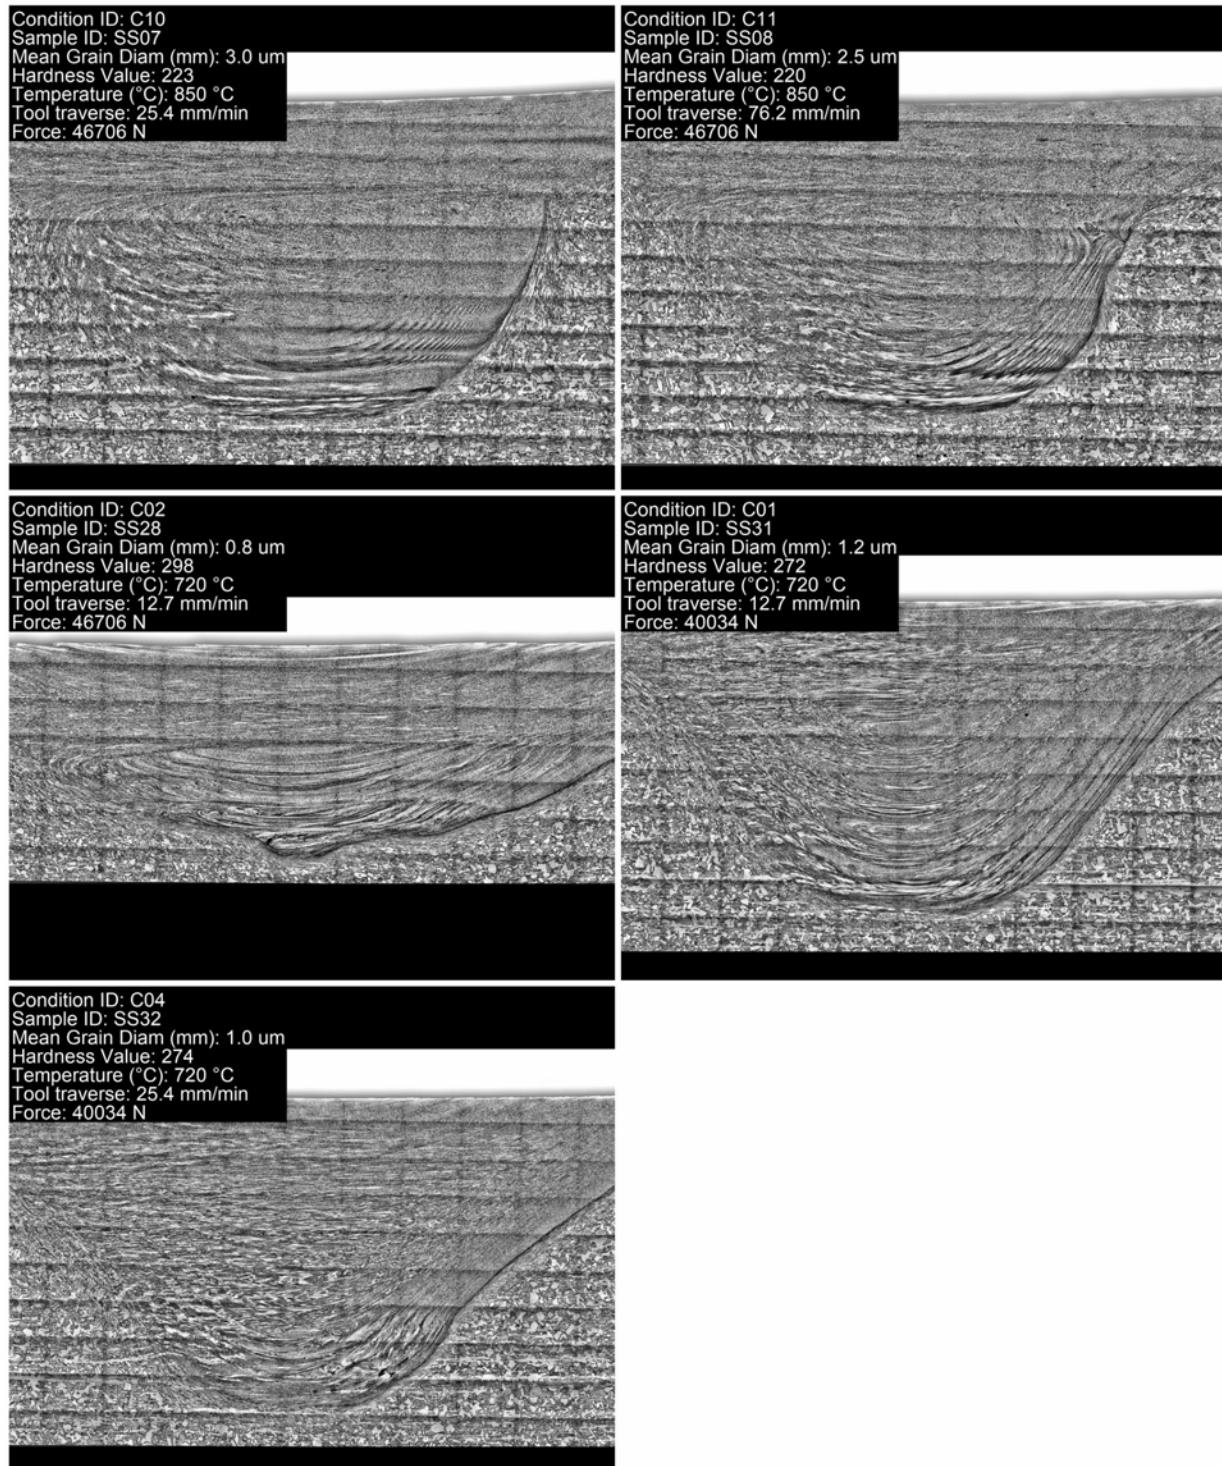 Condition ID: C10
Sample ID: SS07
Mean Grain Diam (mm): 3.0 um
Hardness Value: 223
Temperature (°C): 850 °C
Tool traverse: 25.4 mm/min
Force: 46706 N
Condition ID: C11
Sample ID: SS08
Mean Grain Diam (mm): 2.5 um
Hardness Value: 220
Temperature (°C): 850 °C
Tool traverse: 76.2 mm/min
Force: 46706 N
Condition ID: C02
Sample ID: SS28
Mean Grain Diam (mm): 0.8 um
Hardness Value: 298
Temperature (°C): 720 °C
Tool traverse: 12.7 mm/min
Force: 46706 N
Condition ID: C01
Sample ID: SS31
Mean Grain Diam (mm): 1.2 um
Hardness Value: 272
Temperature (°C): 720 °C
Tool traverse: 12.7 mm/min
Force: 40034 N
Condition ID: C04
Sample ID: SS32
Mean Grain Diam (mm): 1.0 um
Hardness Value: 274
Temperature (°C): 720 °C
Tool traverse: 25.4 mm/min
Force: 40034 N